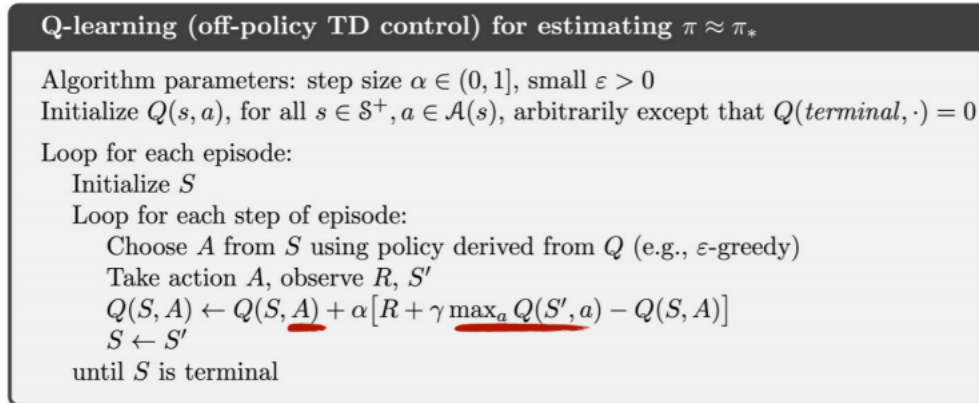 Q-learning (off-policy TD control) for estimating π ≈ π*
Algorithm parameters: step size α ∈ (0, 1], small ε > 0
Initialize Q(s, a), for all s ∈ S⁺, a ∈ A(s), arbitrarily except that Q(terminal, ·) = 0
Loop for each episode:
Initialize S
Loop for each step of episode:
Choose A from S using policy derived from Q (e.g., ε-greedy)
Take action A, observe R, S′
Q(S, A) ← Q(S, A) + α[R + γ maxₐ Q(S′, a) − Q(S, A)]
S ← S′
until S is terminal